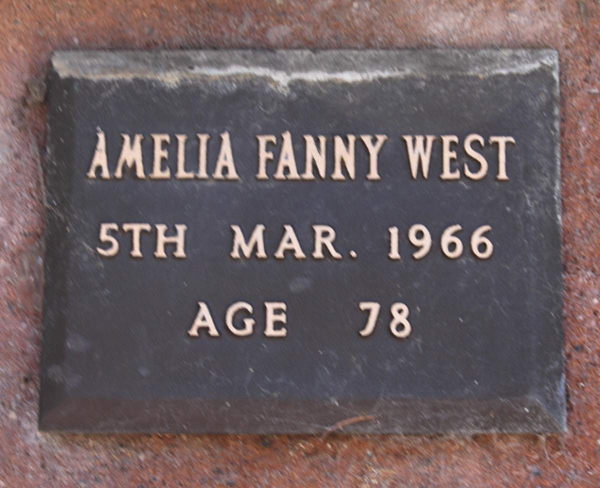 AMELIA FANNY WEST
5TH MAR. 1966
AGE 78